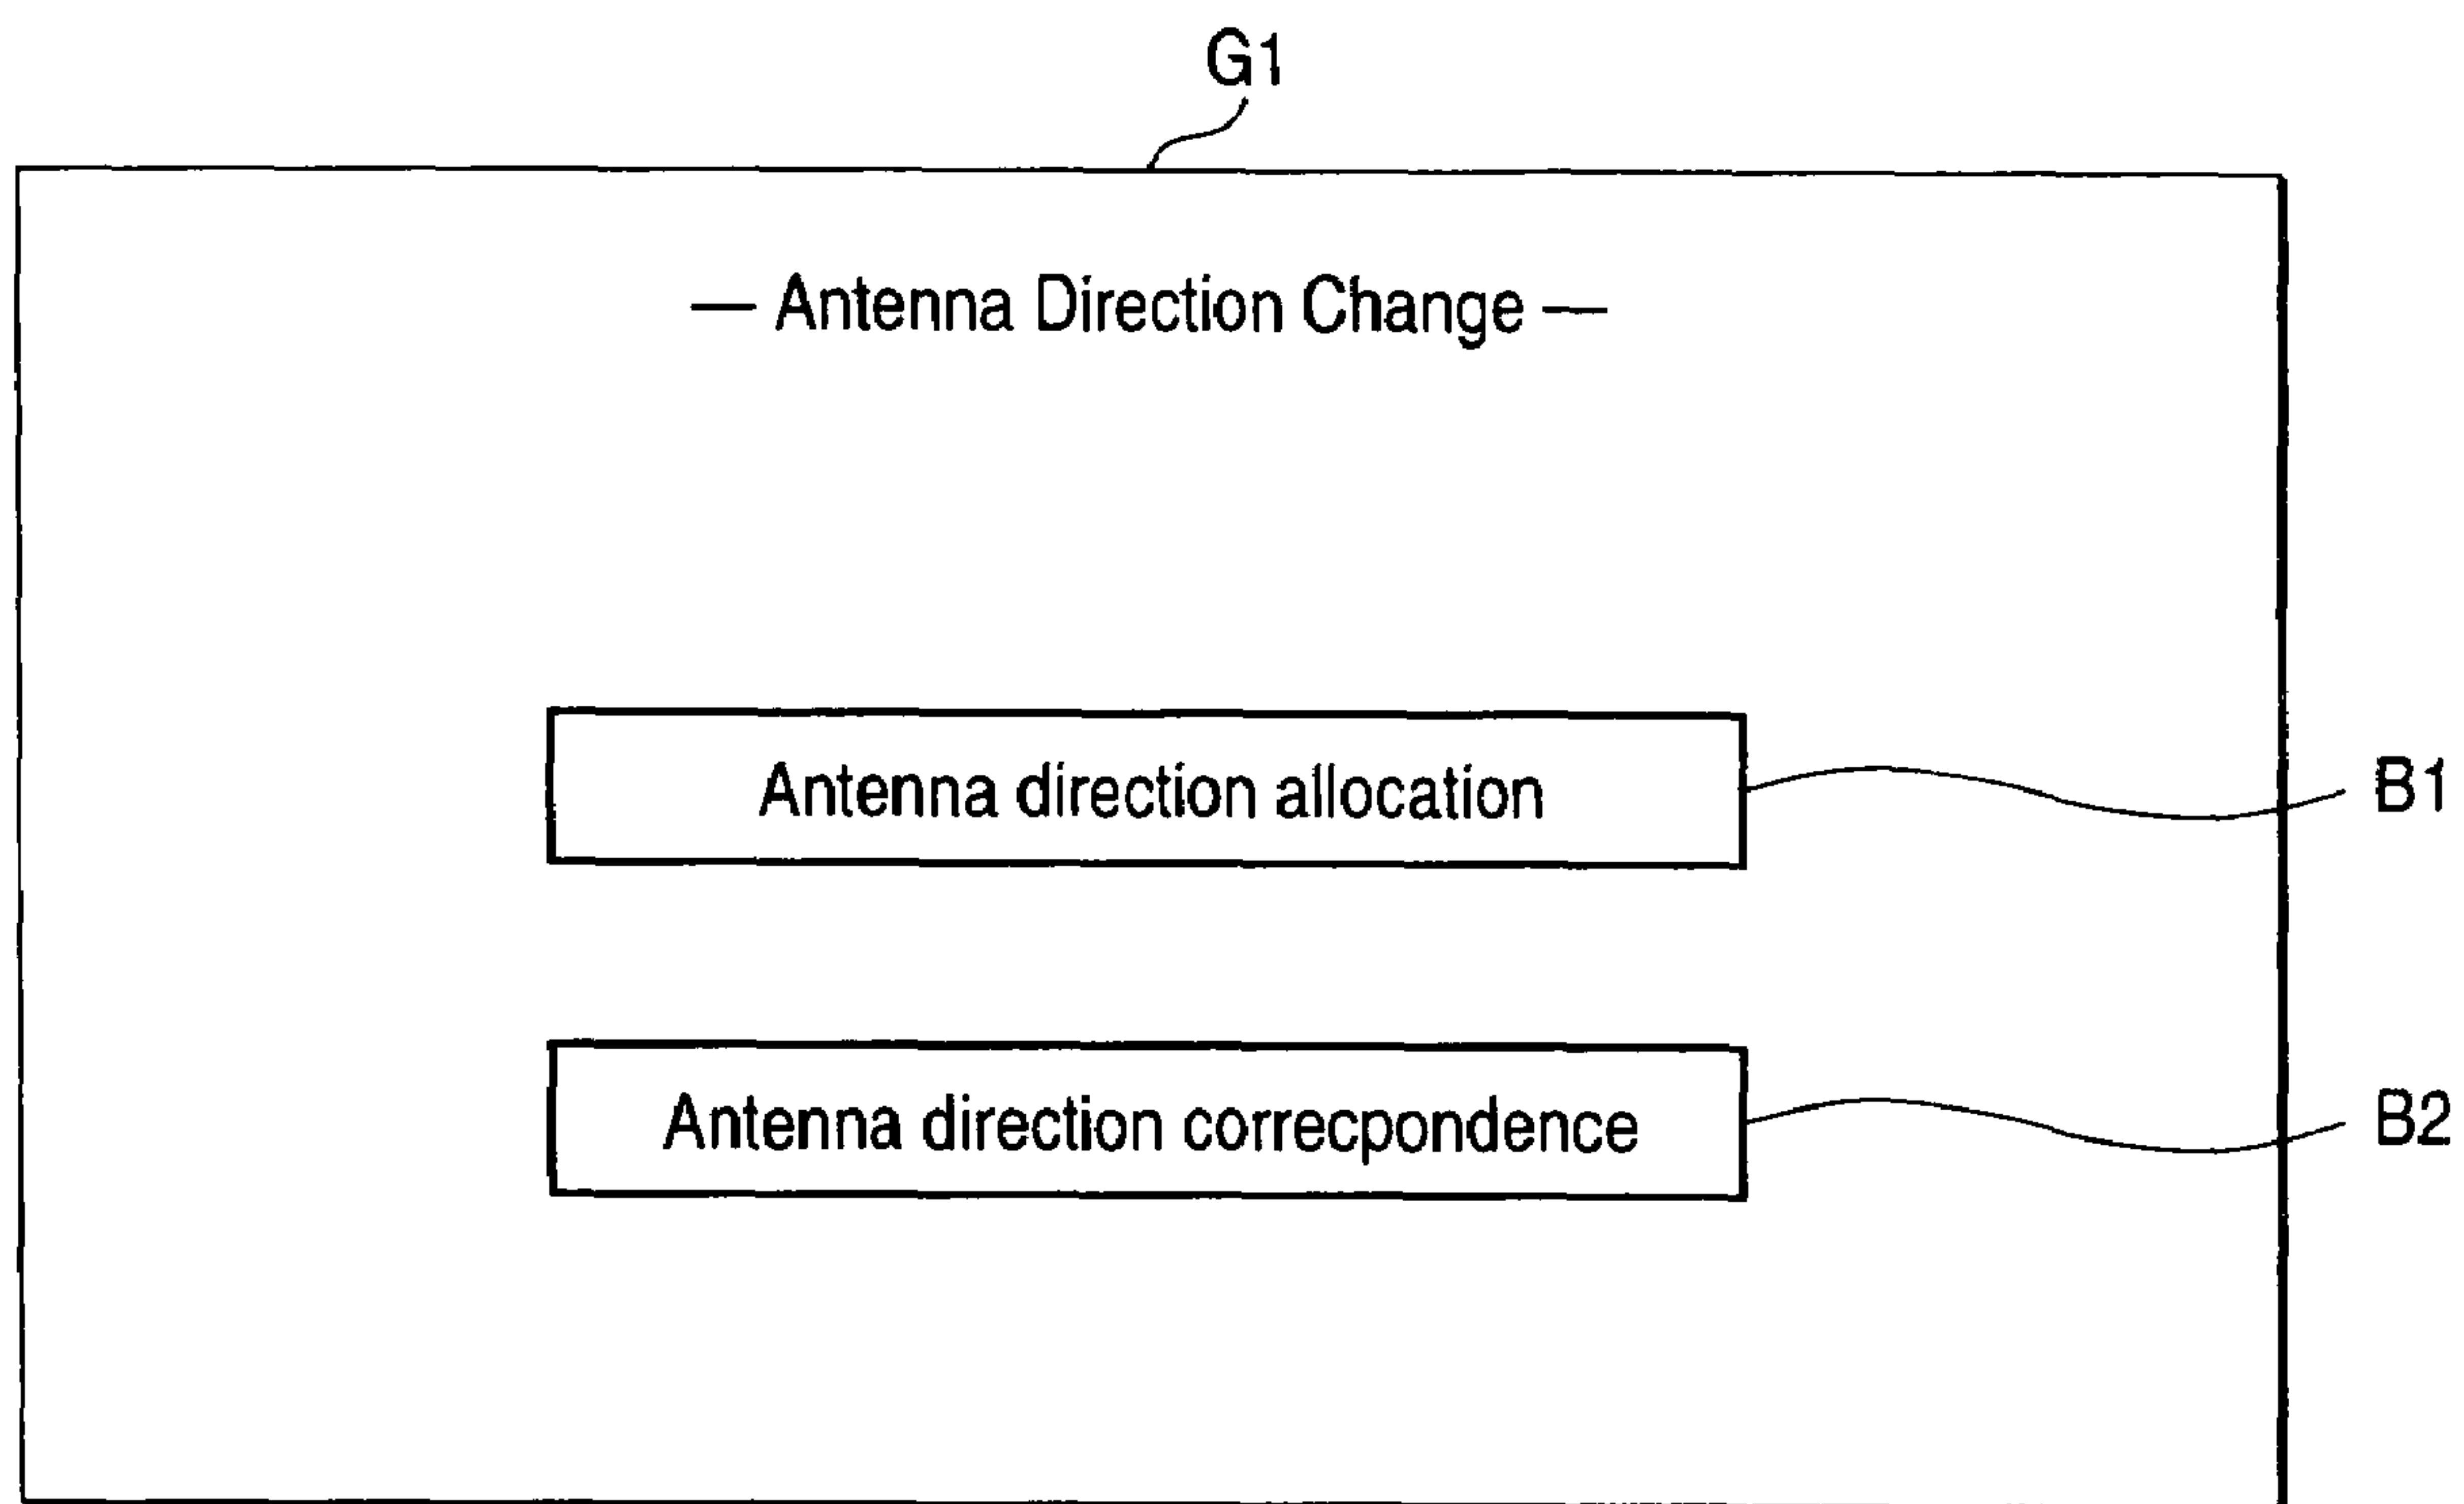 G1
— Antenna Direction Change —
Antenna direction allocation
B1
Antenna direction correcpondence
B2